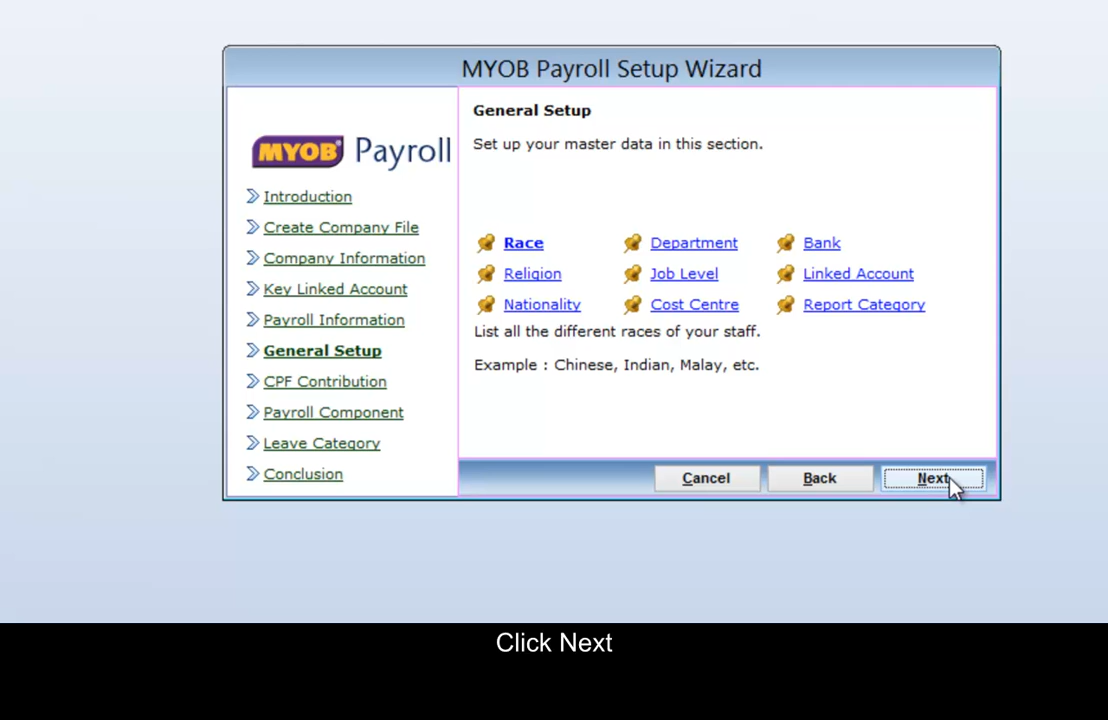 MYOB Payroll Setup Wizard
MYOB Payroll
Introduction
Create Company File
Company Information
Key Linked Account
Payroll Information
General Setup
CPF Contribution
Payroll Component
Leave Category
Conclusion
General Setup
Set up your master data in this section.
Race Department Bank
Religion Job Level Linked Account
Nationality Cost Centre Report Category
List all the different races of your staff.
Example : Chinese, Indian, Malay, etc.
Cancel Back Next
Click Next